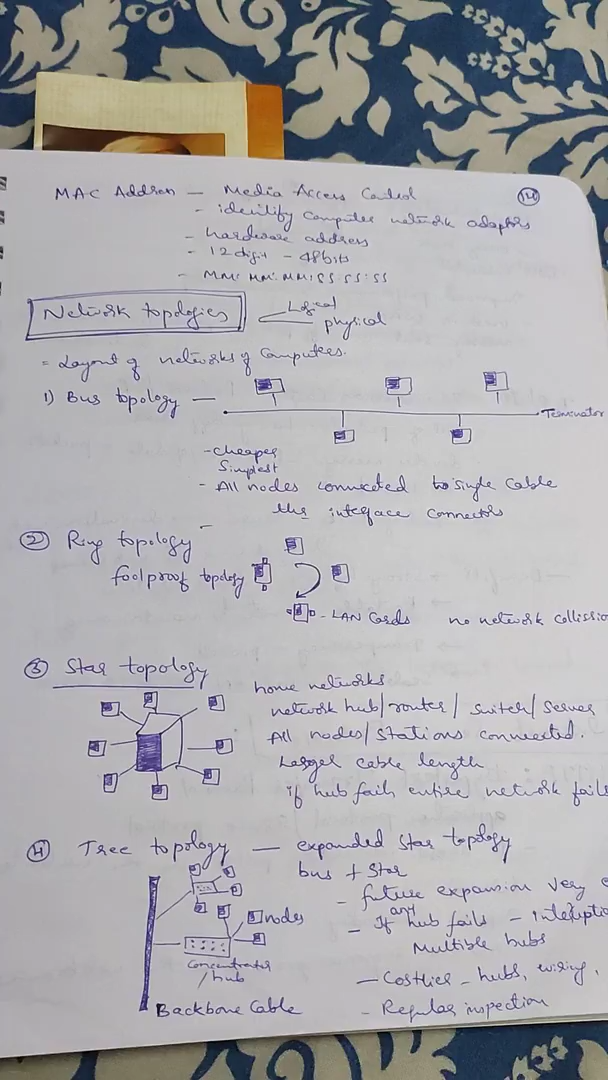 MAC Address — Media Access Control
14
- identify computer network adaptors
- hardware address
- 12 digit - 48 bits
- MM: MM: MM: SS SS: SS
Network topologies
Logical
physical
= Layout of networks of Computers.
1) Bus topology —
Terminator
- cheaper
Simplest
- All nodes connected to single cable
thro interface connectors
2 Ring topology
foolproof topology
- LAN Cards no network collission
3 Star topology
home networks
network hub/router/switch/server
All nodes/stations connected.
Larger cable length
if hub fails entire network fails
4 Tree topology — expanded star topology
bus + star
- future expansion very
- If any hub fails -
Multiple hubs
nodes
Concentrator
/hub
— Costlier - hubs, wiring,
Backbone Cable
- Regular inspection